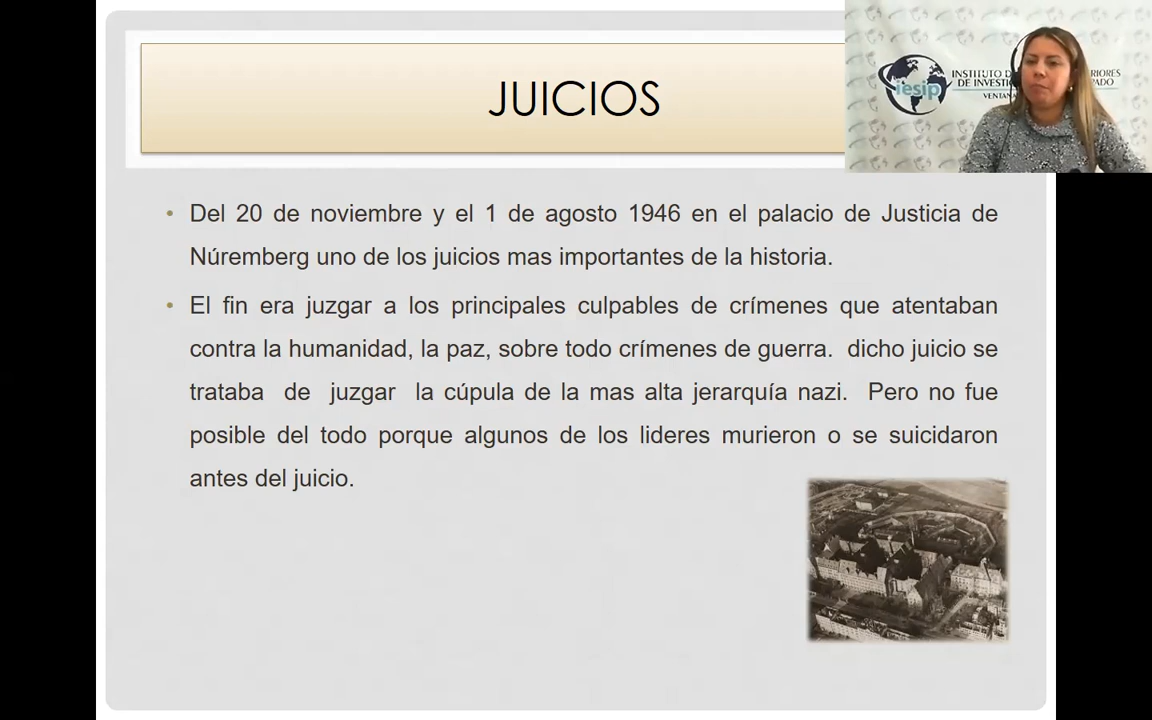 JUICIOS
iesip
INSTITUTO D
RIORES
DE INVESTI
ADO
VENTAN
• Del 20 de noviembre y el 1 de agosto 1946 en el palacio de Justicia de
Núremberg uno de los juicios mas importantes de la historia.
• El fin era juzgar a los principales culpables de crímenes que atentaban
contra la humanidad, la paz, sobre todo crímenes de guerra. dicho juicio se
trataba de juzgar la cúpula de la mas alta jerarquía nazi. Pero no fue
posible del todo porque algunos de los lideres murieron o se suicidaron
antes del juicio.